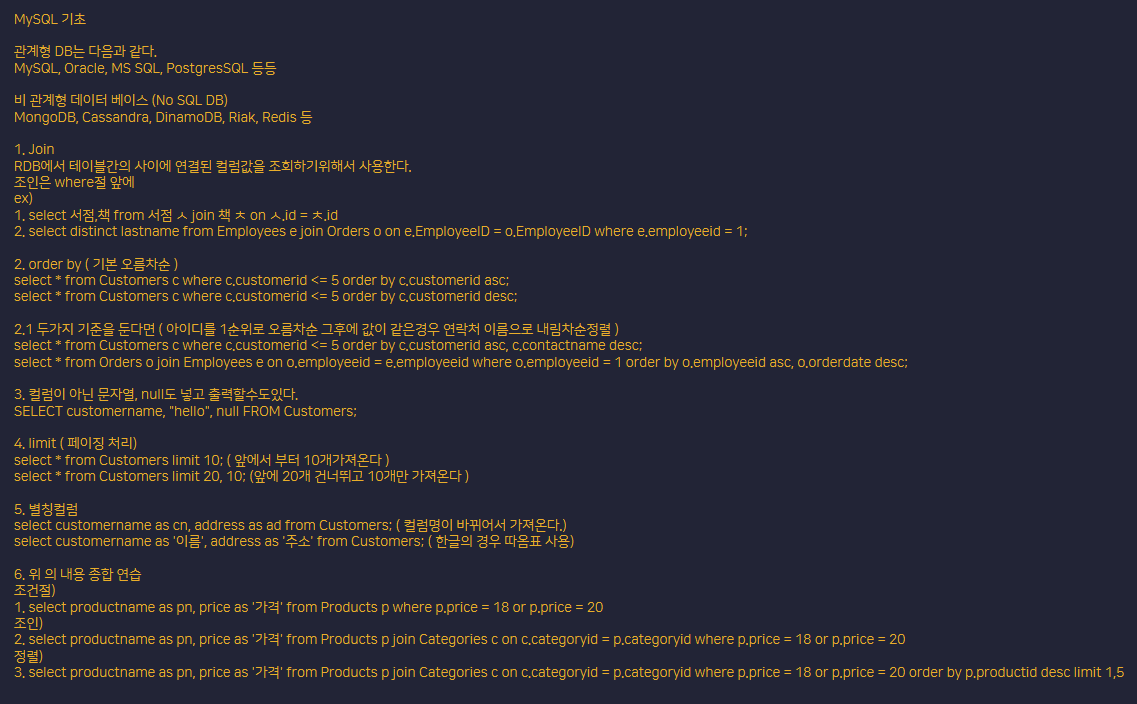 MySQL 기초
관계형 DB는 다음과 같다.
MySQL, Oracle, MS SQL, PostgresSQL 등등
비 관계형 데이터 베이스 (No SQL DB)
MongoDB, Cassandra, DinamoDB, Riak, Redis 등
1. Join
RDB에서 테이블간의 사이에 연결된 컬럼값을 조회하기위해서 사용한다.
조인은 where절 앞에
ex)
1. select 서점,책 from 서점 ㅅ join 책 ㅊ on ㅅ.id = ㅊ.id
2. select distinct lastname from Employees e join Orders o on e.EmployeeID = o.EmployeeID where e.employeeid = 1;
2. order by ( 기본 오름차순 )
select * from Customers c where c.customerid <= 5 order by c.customerid asc;
select * from Customers c where c.customerid <= 5 order by c.customerid desc;
2.1 두가지 기준을 둔다면 ( 아이디를 1순위로 오름차순 그후에 값이 같은경우 연락처 이름으로 내림차순정렬 )
select * from Customers c where c.customerid <= 5 order by c.customerid asc, c.contactname desc;
select * from Orders o join Employees e on o.employeeid = e.employeeid where o.employeeid = 1 order by o.employeeid asc, o.orderdate desc;
3. 컬럼이 아닌 문자열, null도 넣고 출력할수도있다.
SELECT customername, "hello", null FROM Customers;
4. limit ( 페이징 처리)
select * from Customers limit 10; ( 앞에서 부터 10개가져온다 )
select * from Customers limit 20, 10; (앞에 20개 건너뛰고 10개만 가져온다 )
5. 별칭컬럼
select customername as cn, address as ad from Customers; ( 컬럼명이 바뀌어서 가져온다.)
select customername as '이름', address as '주소' from Customers; ( 한글의 경우 따옴표 사용)
6. 위 의 내용 종합 연습
조건절)
1. select productname as pn, price as '가격' from Products p where p.price = 18 or p.price = 20
조인)
2. select productname as pn, price as '가격' from Products p join Categories c on c.categoryid = p.categoryid where p.price = 18 or p.price = 20
정렬)
3. select productname as pn, price as '가격' from Products p join Categories c on c.categoryid = p.categoryid where p.price = 18 or p.price = 20 order by p.productid desc limit 1,5